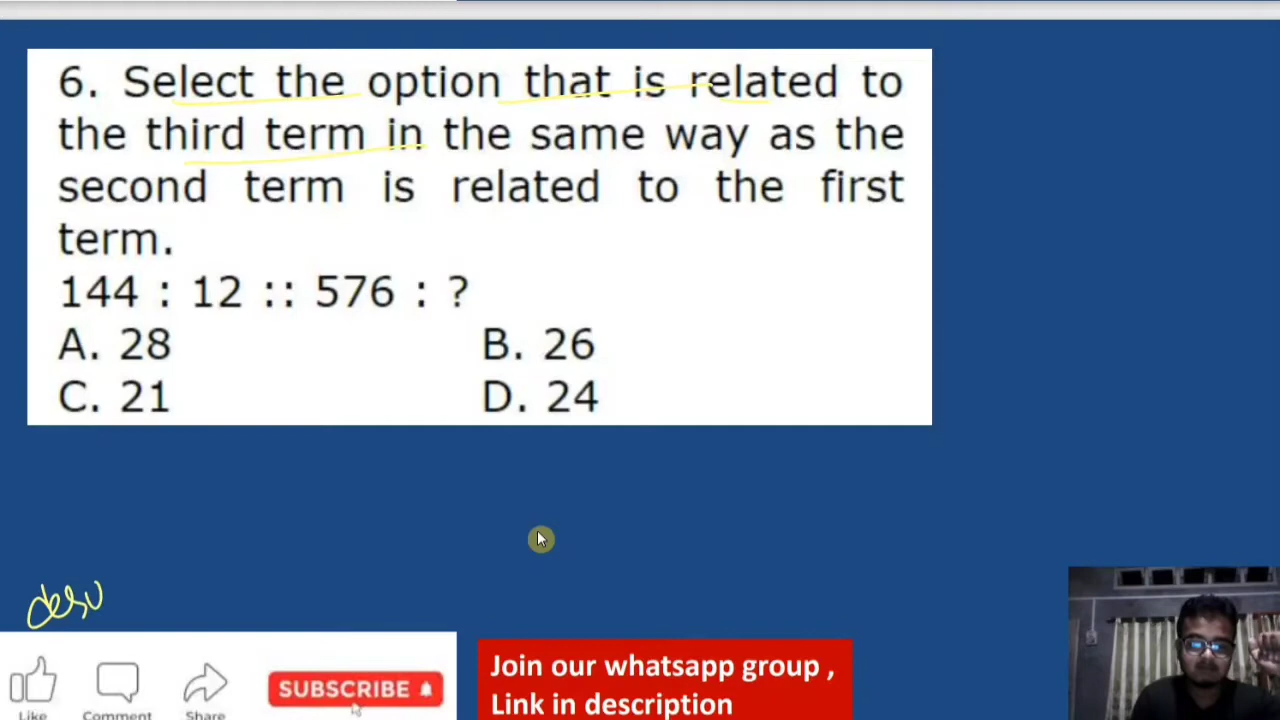 6. Select the option that is related to
the third term in the same way as the
second term is related to the first
term.
144 : 12 :: 576 : ?
A. 28 B. 26
C. 21 D. 24
Like Comment Share SUBSCRIBE
Join our whatsapp group ,
Link in description